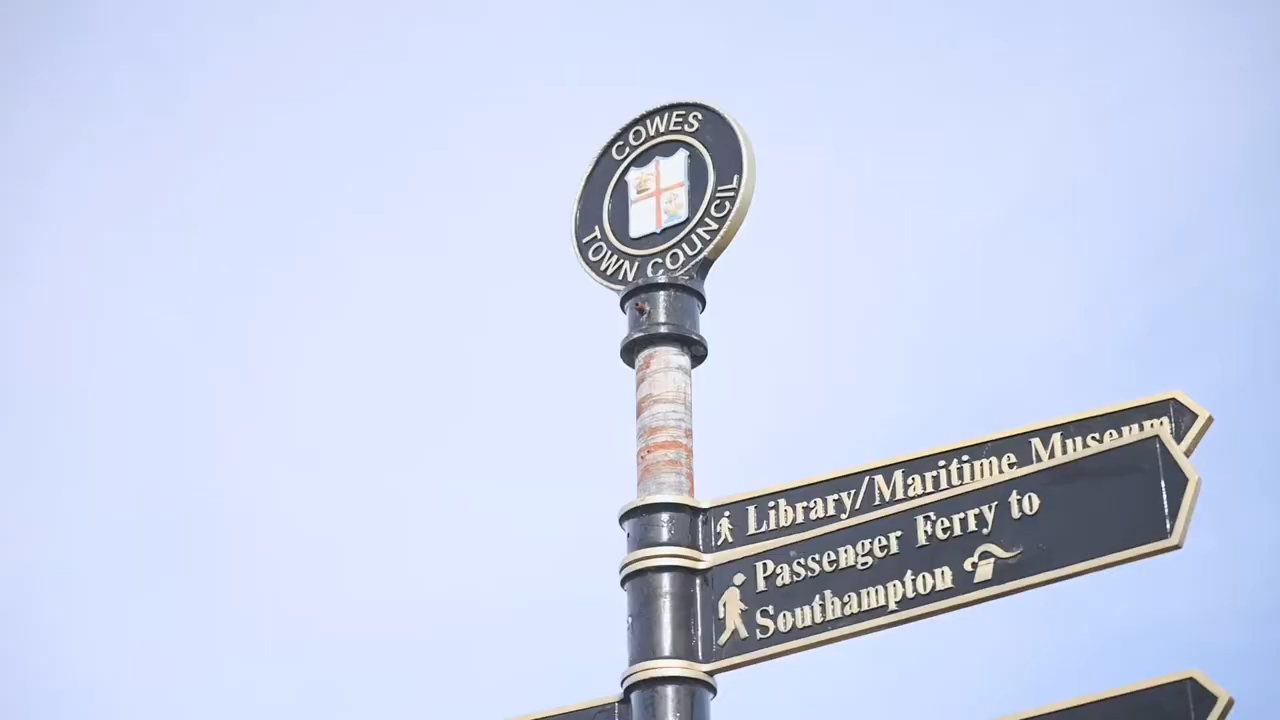 COWES
TOWN COUNCIL
Library/Maritime Museum
Passenger Ferry to
Southampton